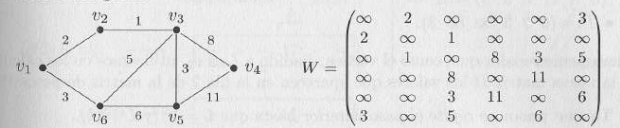 v2 1 v3
2 8
5 3
v1 v4
3 11
v6 6 v5
W =
∞ 2 ∞ ∞ ∞ 3
2 ∞ 1 ∞ ∞ ∞
∞ 1 ∞ 8 3 5
∞ ∞ 8 ∞ 11 ∞
∞ ∞ 3 11 ∞ 6
3 ∞ 5 ∞ 6 ∞